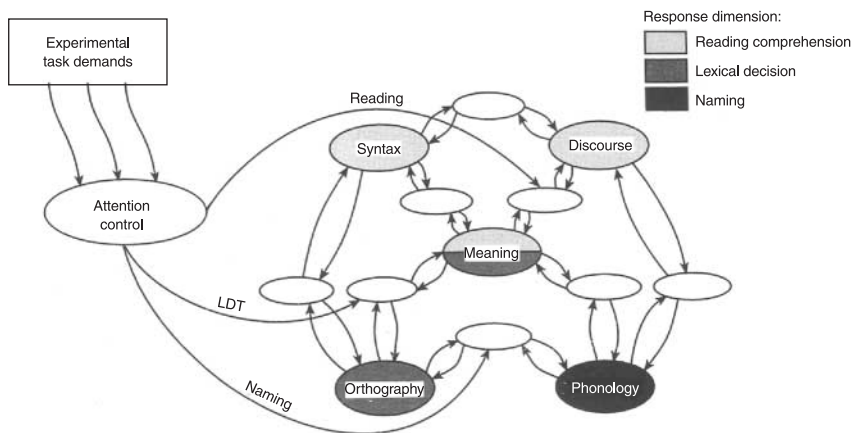 Experimental
task demands
Response dimension:
Reading comprehension
Lexical decision
Naming
Reading
Syntax
Discourse
Attention
control
Meaning
LDT
Naming
Orthography
Phonology